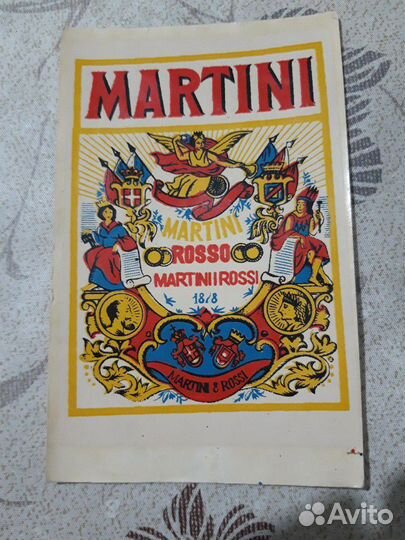 MARTINI
MARTINI
ROSSO
MARTINI I ROSSI
1878
MARTINI & ROSSI
Avito